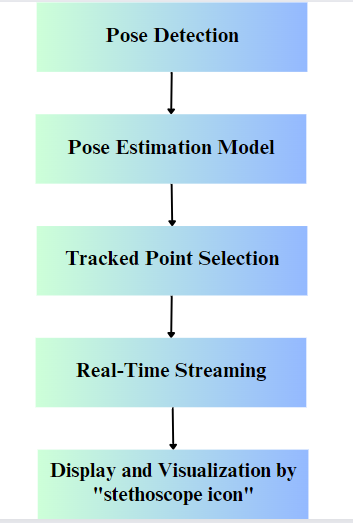 Pose Detection
Pose Estimation Model
Tracked Point Selection
Real-Time Streaming
Display and Visualization by
"stethoscope icon"